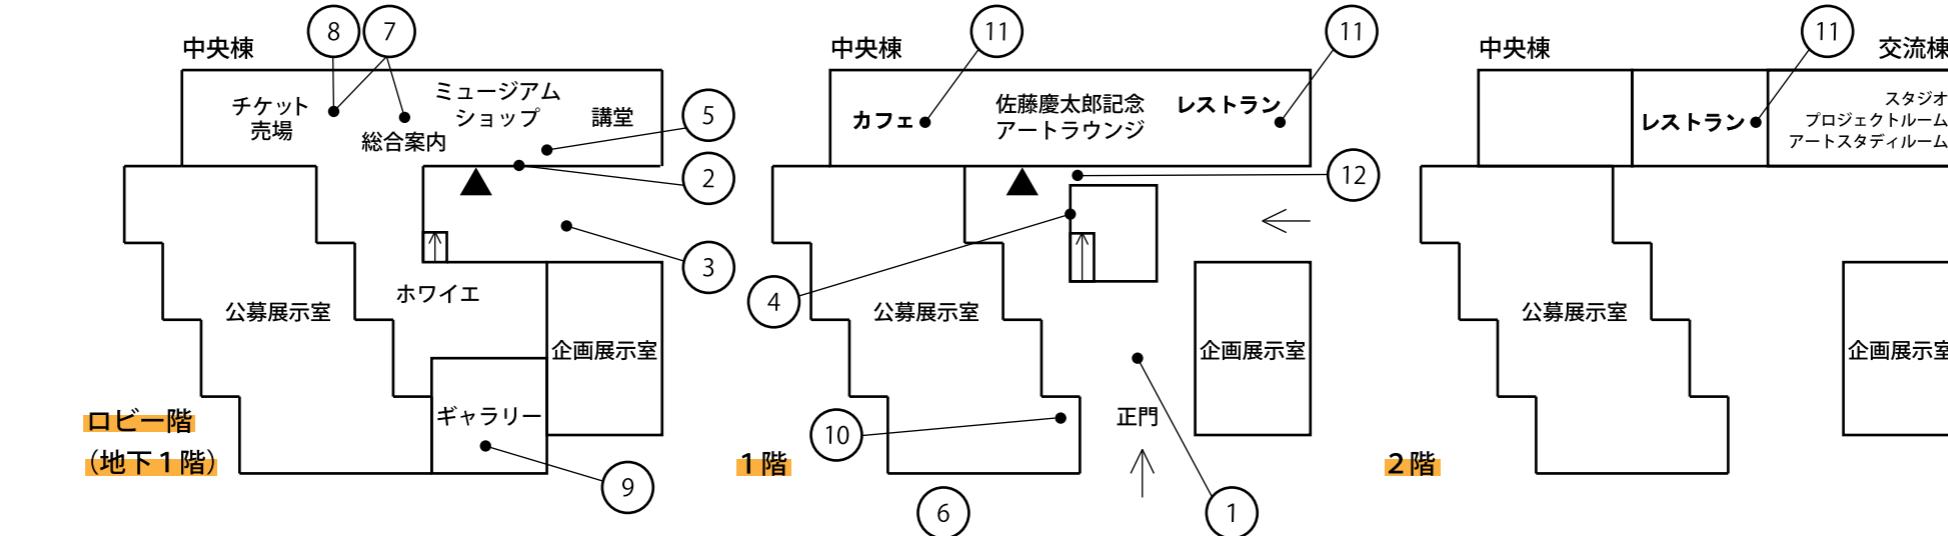 中央棟
8
7
チケット
売場
総合案内
ミュージアム
ショップ
講堂
5
2
3
公募展示室
ホワイエ
企画展示室
ギャラリー
9
ロビー階
（地下１階）
中央棟
11
11
カフェ
佐藤慶太郎記念
アートラウンジ
レストラン
12
4
公募展示室
企画展示室
10
正門
１階
6
1
中央棟
11
交流棟
レストラン
スタジオ
プロジェクトルーム
アートスタディルーム
公募展示室
企画展示室
２階